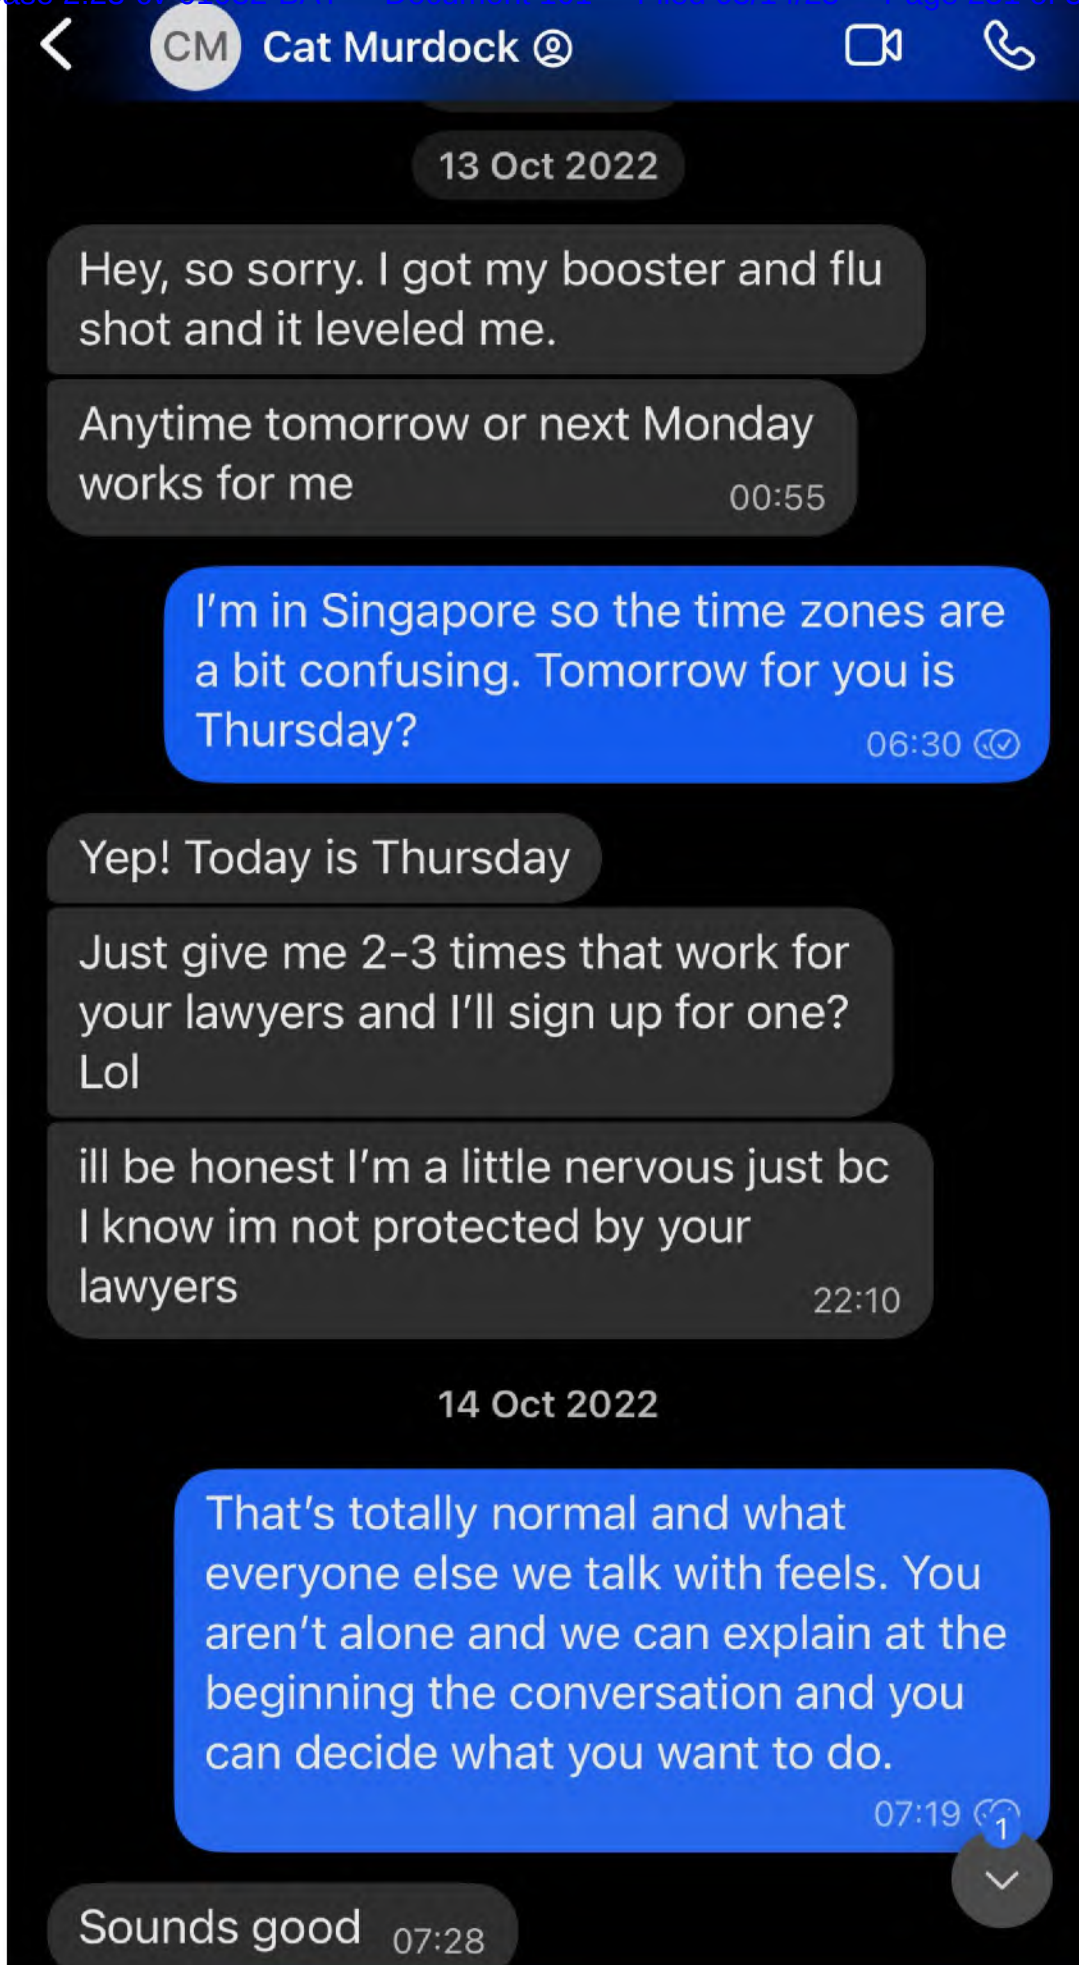 CM Cat Murdock
13 Oct 2022
Hey, so sorry. I got my booster and flu
shot and it leveled me.
Anytime tomorrow or next Monday
works for me 00:55
I'm in Singapore so the time zones are
a bit confusing. Tomorrow for you is
Thursday? 06:30
Yep! Today is Thursday
Just give me 2-3 times that work for
your lawyers and I'll sign up for one?
Lol
ill be honest I'm a little nervous just bc
I know im not protected by your
lawyers 22:10
14 Oct 2022
That's totally normal and what
everyone else we talk with feels. You
aren't alone and we can explain at the
beginning the conversation and you
can decide what you want to do.
07:19
1
Sounds good 07:28